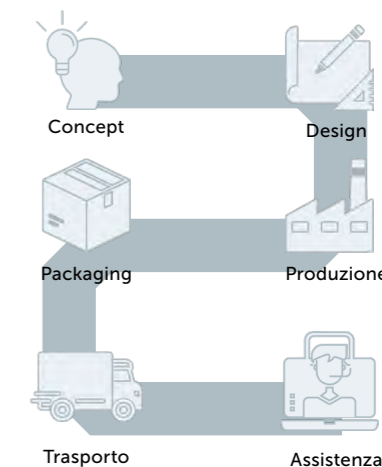 Concept
Design
Packaging
Produzione
Trasporto
Assistenza